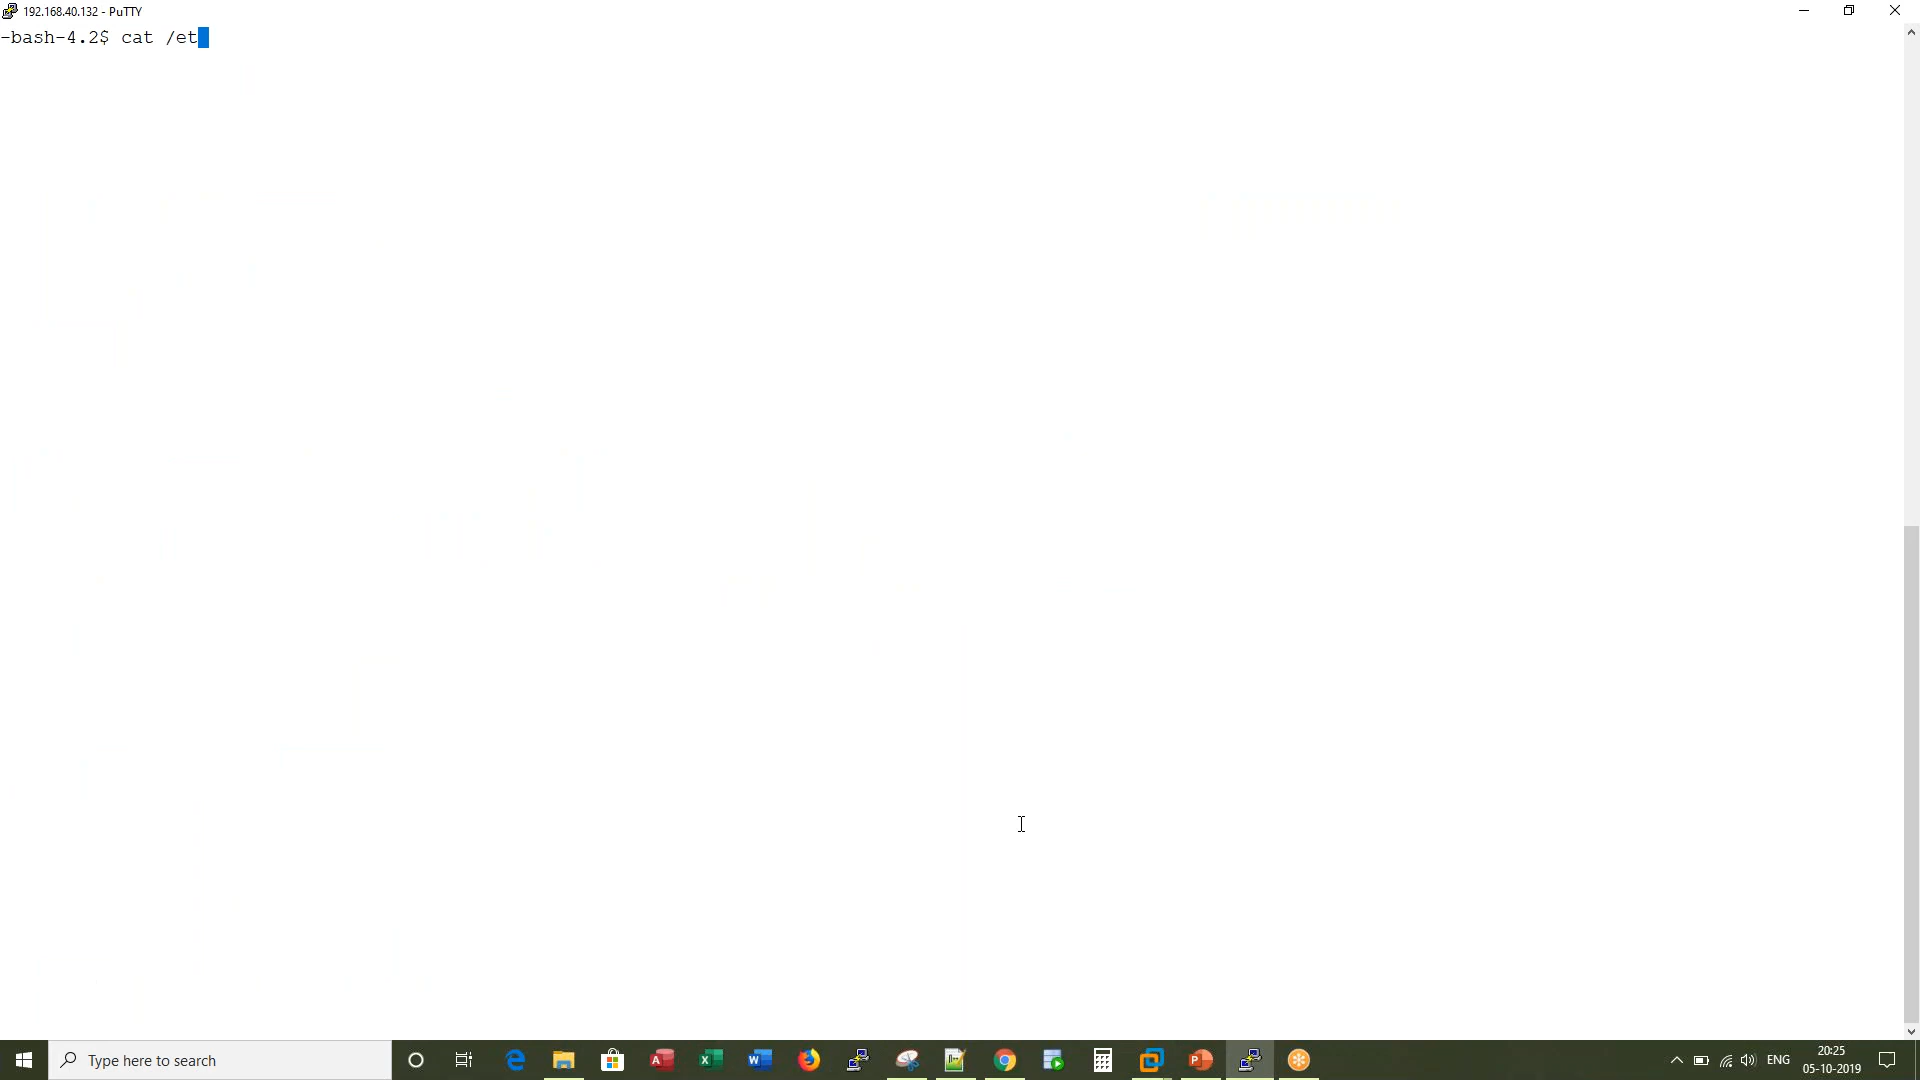 192.168.40.132 - PuTTY
-bash-4.2$ cat /et
Type here to search
ENG
20:25
05-10-2019